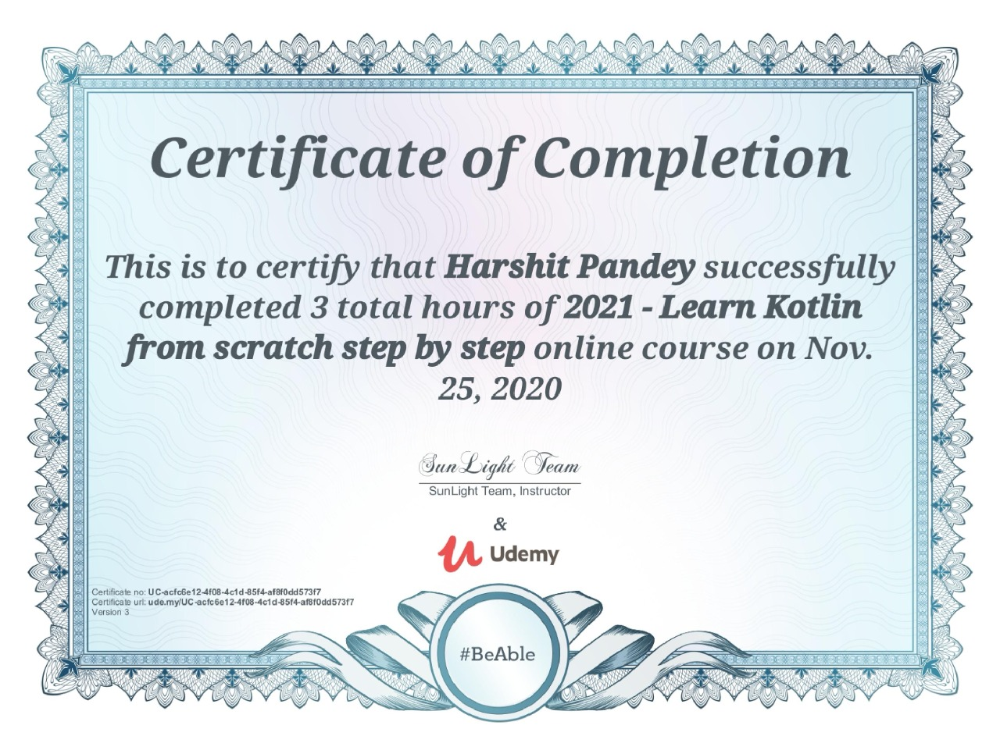 Certificate of Completion
This is to certify that Harshit Pandey successfully
completed 3 total hours of 2021 - Learn Kotlin
from scratch step by step online course on Nov.
25, 2020
SunLight Team
SunLight Team, Instructor
&
Udemy
Certificate no: UC-acfc6e12-4f08-4c1d-85f4-af8f0dd573f7
Certificate url: ude.my/UC-acfc6e12-4f08-4c1d-85f4-af8f0dd573f7
Version 3
#BeAble